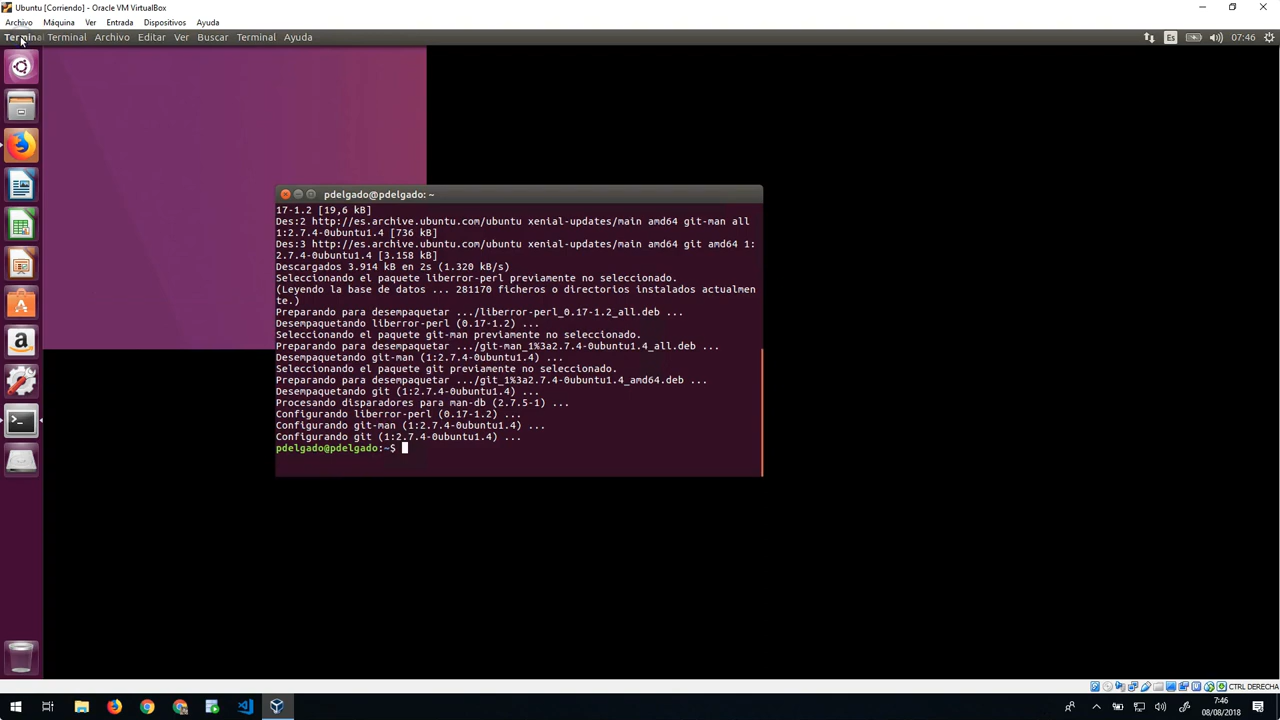 Ubuntu [Corriendo] - Oracle VM VirtualBox
Archivo Máquina Ver Entrada Dispositivos Ayuda
Terminal Terminal Archivo Editar Ver Buscar Terminal Ayuda Es 07:46
pdelgado@pdelgado: ~
17-1.2 [19,6 kB]
Des:2 http://es.archive.ubuntu.com/ubuntu xenial-updates/main amd64 git-man all
1:2.7.4-0ubuntu1.4 [736 kB]
Des:3 http://es.archive.ubuntu.com/ubuntu xenial-updates/main amd64 git amd64 1:
2.7.4-0ubuntu1.4 [3.158 kB]
Descargados 3.914 kB en 2s (1.320 kB/s)
Seleccionando el paquete liberror-perl previamente no seleccionado.
(Leyendo la base de datos ... 281170 ficheros o directorios instalados actualmen
te.)
Preparando para desempaquetar .../liberror-perl_0.17-1.2_all.deb ...
Desempaquetando liberror-perl (0.17-1.2) ...
Seleccionando el paquete git-man previamente no seleccionado.
Preparando para desempaquetar .../git-man_1%3a2.7.4-0ubuntu1.4_all.deb ...
Desempaquetando git-man (1:2.7.4-0ubuntu1.4) ...
Seleccionando el paquete git previamente no seleccionado.
Preparando para desempaquetar .../git_1%3a2.7.4-0ubuntu1.4_amd64.deb ...
Desempaquetando git (1:2.7.4-0ubuntu1.4) ...
Procesando disparadores para man-db (2.7.5-1) ...
Configurando liberror-perl (0.17-1.2) ...
Configurando git-man (1:2.7.4-0ubuntu1.4) ...
Configurando git (1:2.7.4-0ubuntu1.4) ...
pdelgado@pdelgado:~$
CTRL DERECHA
7:46
08/08/2018